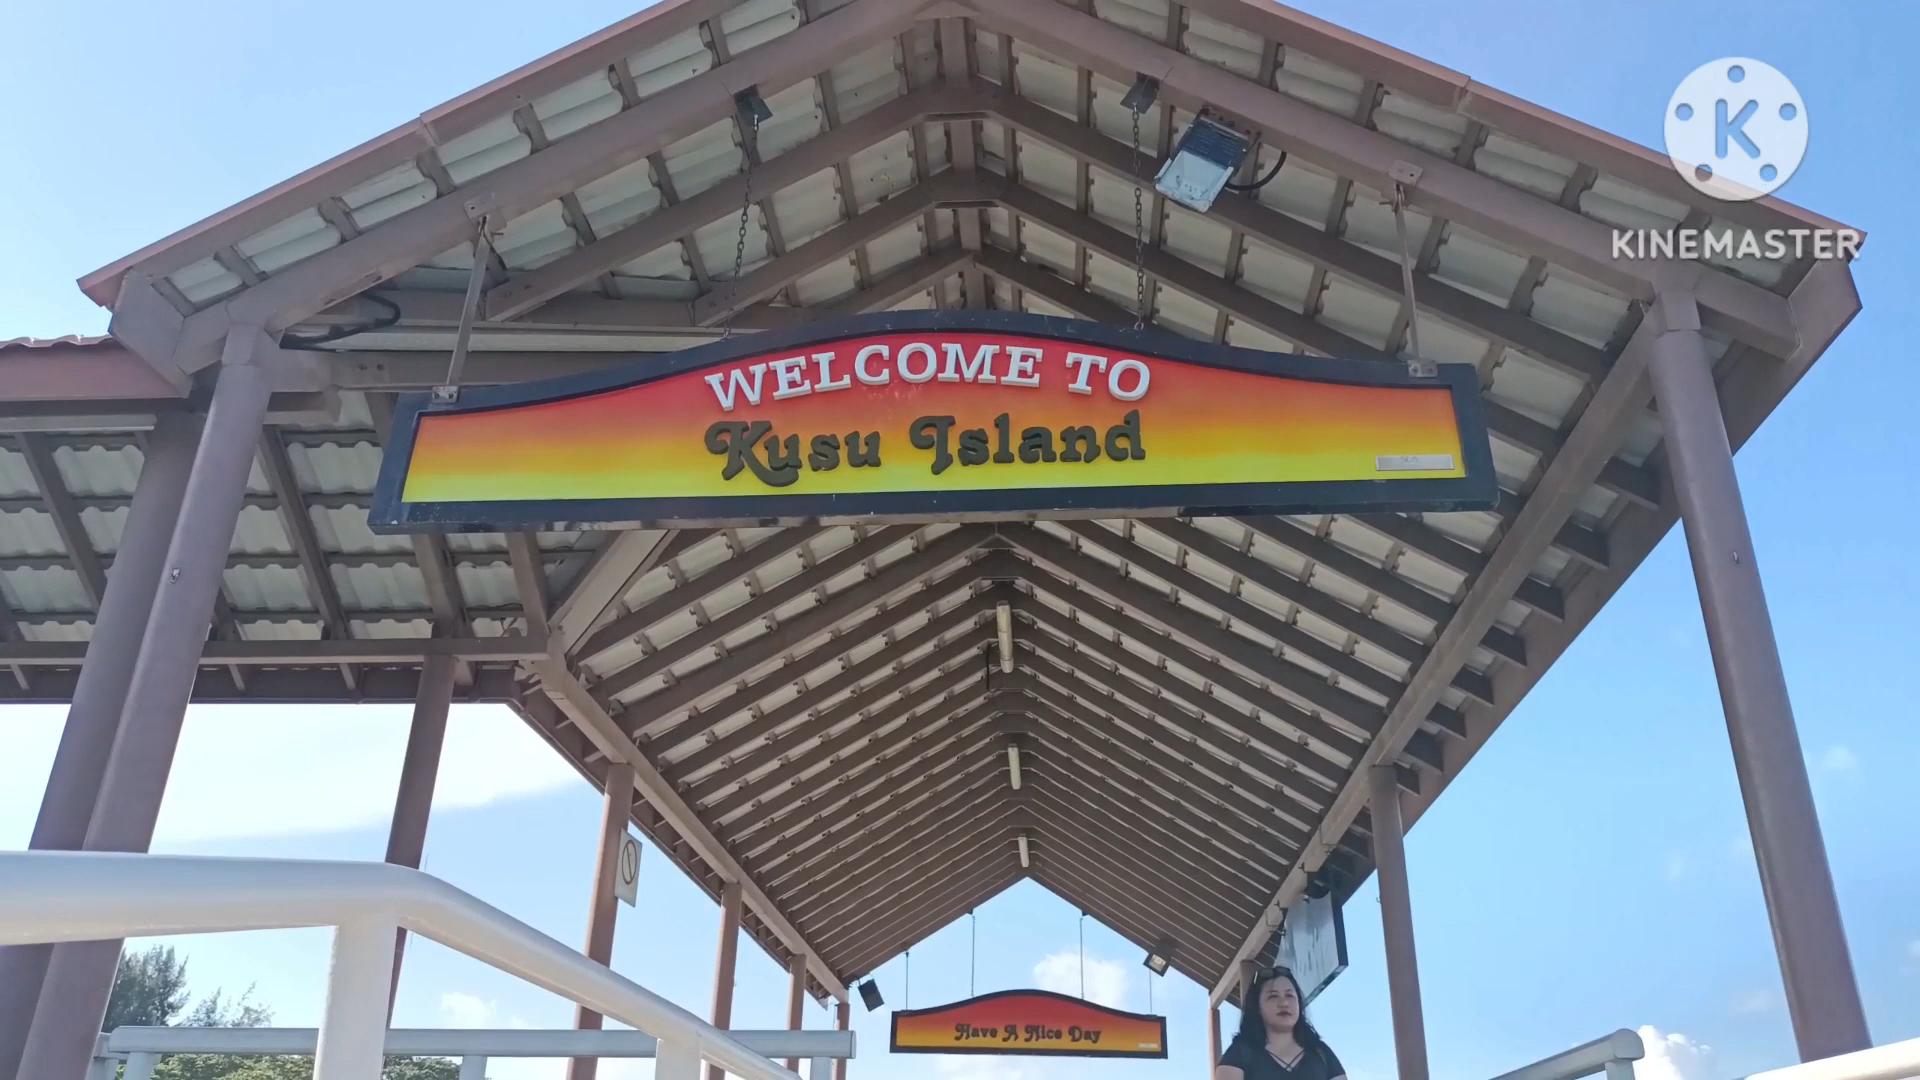 K
KINEMASTER
WELCOME TO
Kusu Island
Have A Nice Day